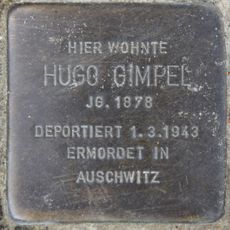 HIER WOHNTE
HUGO GIMPEL
JG. 1878
DEPORTIERT 1.3.1943
ERMORDET IN
AUSCHWITZ